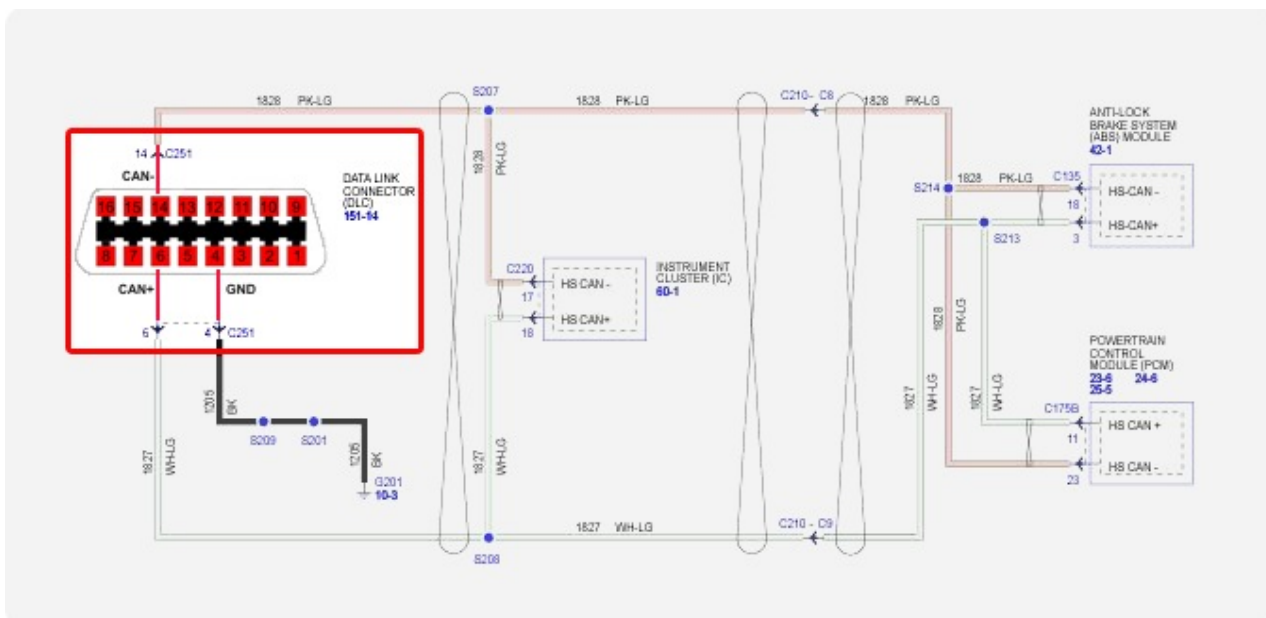 S207
1828 PK-LG
1828 PK-LG
C210- C8
1828 PK-LG
ANTI-LOCK
BRAKE SYSTEM
(ABS) MODULE
42-1
14
C251
CAN-
DATA LINK
CONNECTOR
(DLC)
151-14
16 15 14 13 12 11 10 9
8 7 6 5 4 3 2 1
CAN+
GND
6
4
C251
1828
PK-LG
S214
1828 PK-LG
C135
HS-CAN -
18
HS-CAN+
3
S213
C220
HS CAN -
17
HS CAN+
18
INSTRUMENT
CLUSTER (IC)
60-1
1828
PK-LG
POWERTRAIN
CONTROL
MODULE (PCM)
23-6 24-6
25-5
1205
BK
S209
S201
1205
BK
G201
10-3
1827
WH-LG
1827
WH-LG
1827
WH-LG
1827
WH-LG
C175B
HS CAN +
11
HS CAN -
23
1827 WH-LG
C210 - C9
S208